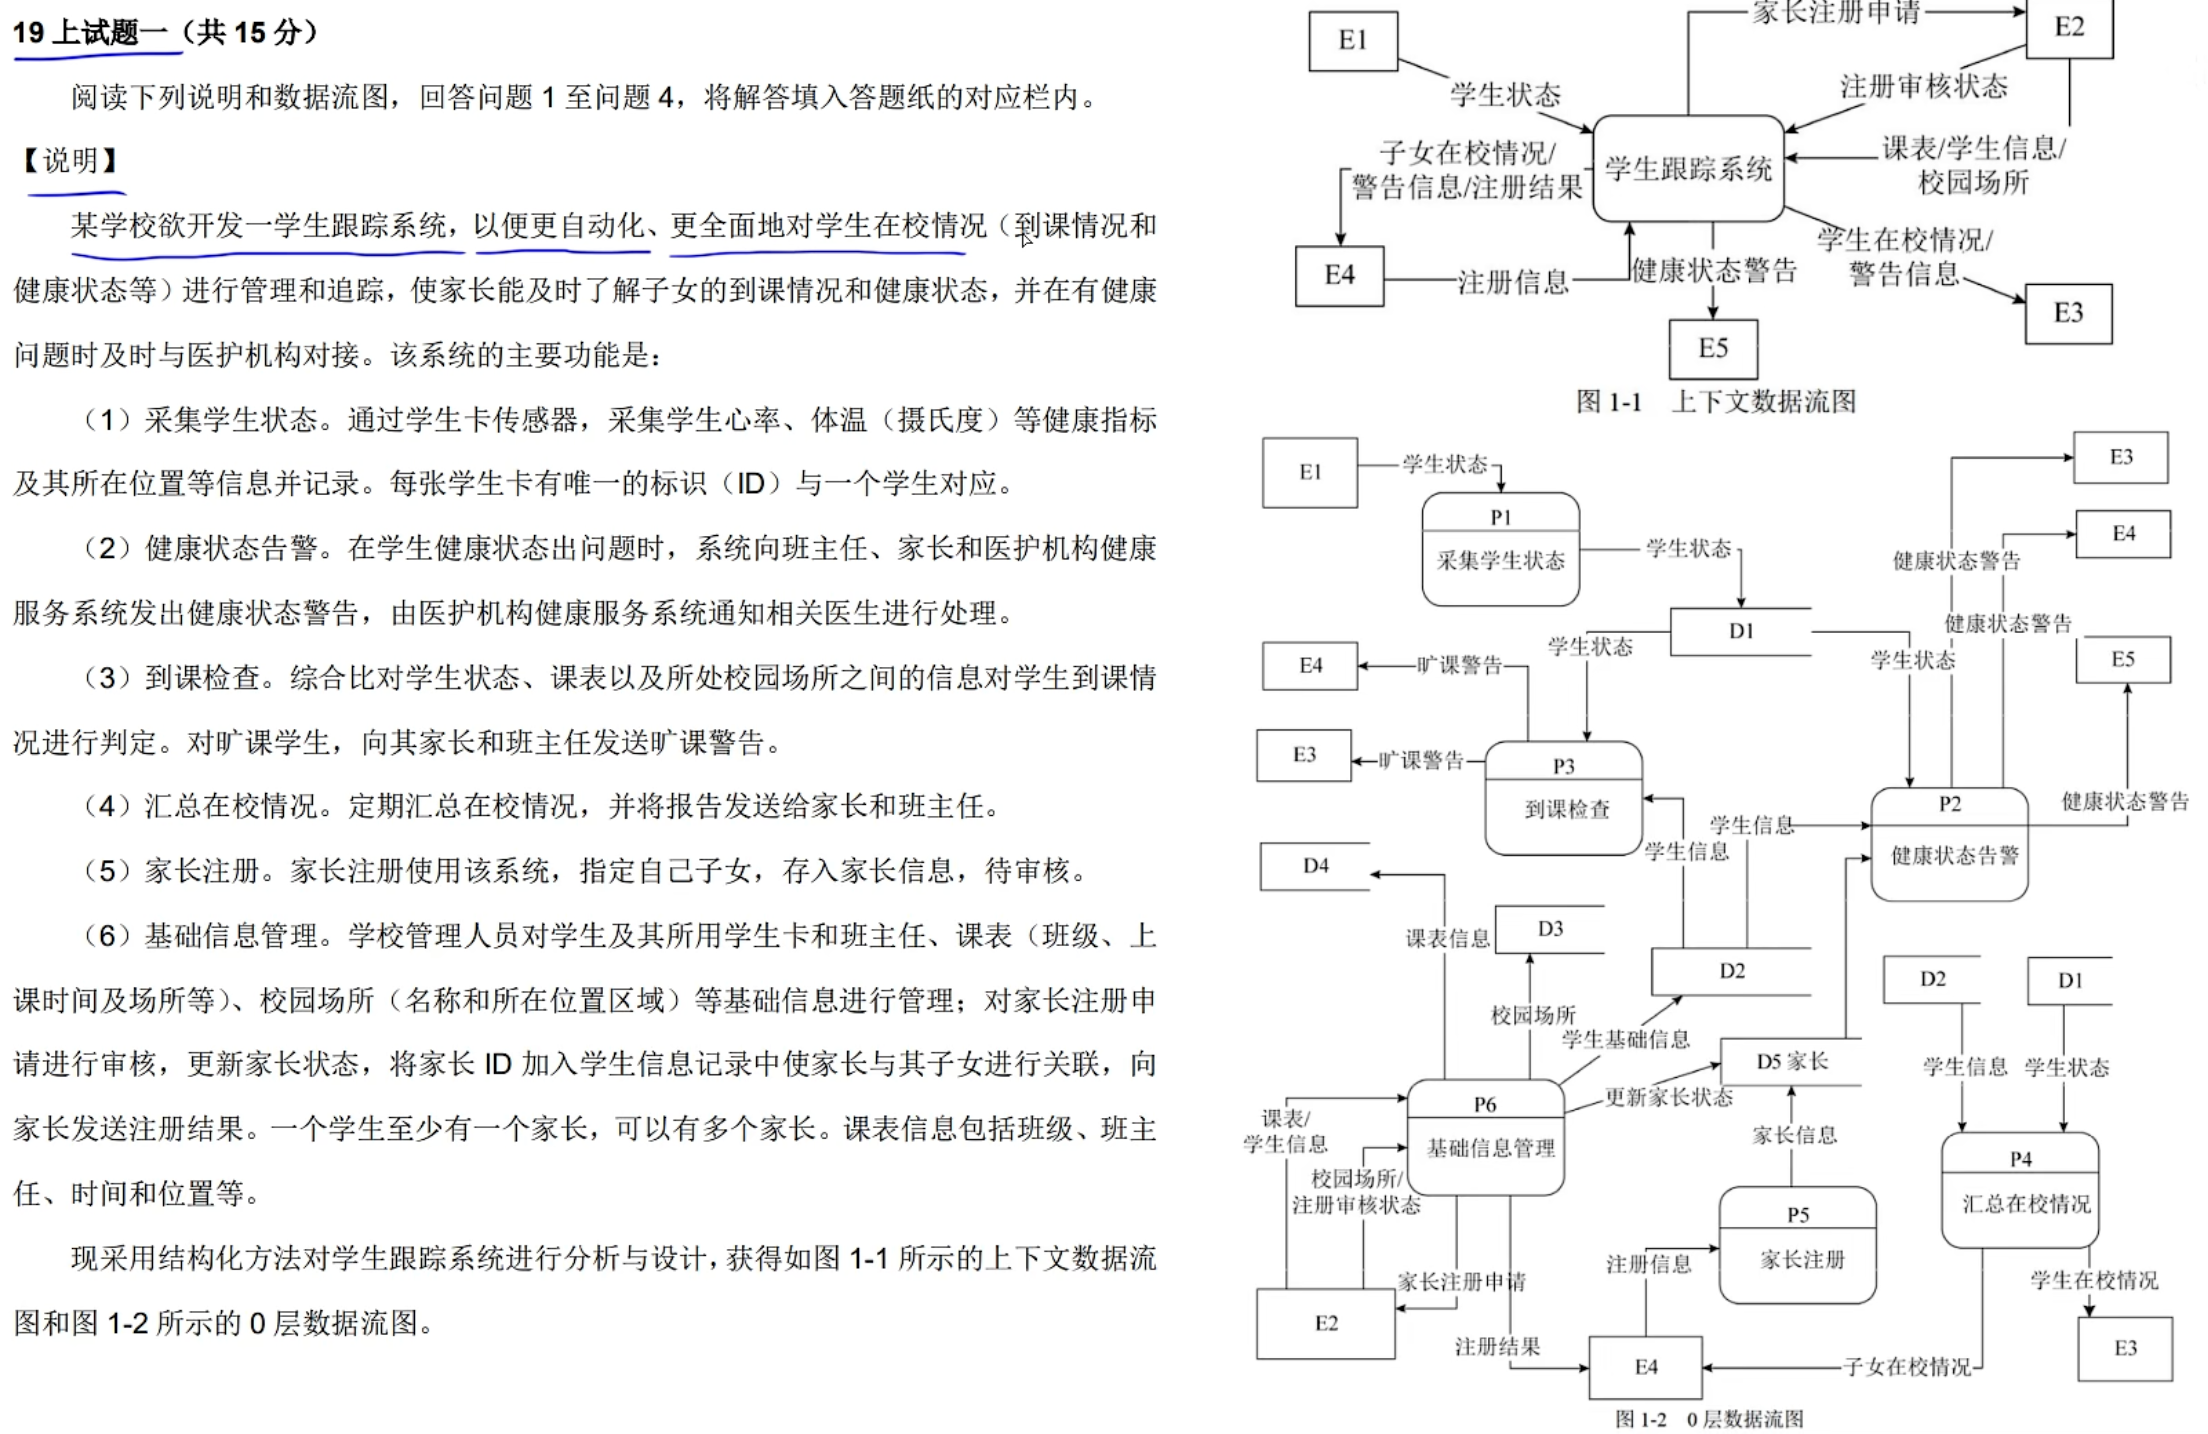 19 上试题一（共 15 分）
阅读下列说明和数据流图，回答问题 1 至问题 4，将解答填入答题纸的对应栏内。
【说明】
某学校欲开发一学生跟踪系统，以便更自动化、更全面地对学生在校情况（到课情况和
健康状态等）进行管理和追踪，使家长能及时了解子女的到课情况和健康状态，并在有健康
问题时及时与医护机构对接。该系统的主要功能是：
（1）采集学生状态。通过学生卡传感器，采集学生心率、体温（摄氏度）等健康指标
及其所在位置等信息并记录。每张学生卡有唯一的标识（ID）与一个学生对应。
（2）健康状态告警。在学生健康状态出问题时，系统向班主任、家长和医护机构健康
服务系统发出健康状态警告，由医护机构健康服务系统通知相关医生进行处理。
（3）到课检查。综合比对学生状态、课表以及所处校园场所之间的信息对学生到课情
况进行判定。对旷课学生，向其家长和班主任发送旷课警告。
（4）汇总在校情况。定期汇总在校情况，并将报告发送给家长和班主任。
（5）家长注册。家长注册使用该系统，指定自己子女，存入家长信息，待审核。
（6）基础信息管理。学校管理人员对学生及其所用学生卡和班主任、课表（班级、上
课时间及场所等）、校园场所（名称和所在位置区域）等基础信息进行管理；对家长注册申
请进行审核，更新家长状态，将家长 ID 加入学生信息记录中使家长与其子女进行关联，向
家长发送注册结果。一个学生至少有一个家长，可以有多个家长。课表信息包括班级、班主
任、时间和位置等。
现采用结构化方法对学生跟踪系统进行分析与设计，获得如图 1-1 所示的上下文数据流
图和图 1-2 所示的 0 层数据流图。
家长注册申请
E1
E2
学生状态
注册审核状态
子女在校情况/
警告信息/注册结果
学生跟踪系统
课表/学生信息/
校园场所
学生在校情况/
警告信息
E4
注册信息
健康状态警告
E3
E5
图 1-1 上下文数据流图
E1
学生状态
E3
P1
采集学生状态
学生状态
E4
健康状态警告
健康状态警告
D1
学生状态
学生状态
E4
旷课警告
E5
E3
旷课警告
P3
到课检查
P2
健康状态告警
健康状态警告
学生信息
学生信息
D4
课表信息
D3
D2
D2
D1
校园场所
学生基础信息
D5 家长
学生信息
学生状态
更新家长状态
课表/
学生信息
P6
基础信息管理
家长信息
校园场所/
注册审核状态
P4
汇总在校情况
P5
家长注册
注册信息
家长注册申请
学生在校情况
E2
注册结果
E4
子女在校情况
E3
图 1-2 0 层数据流图